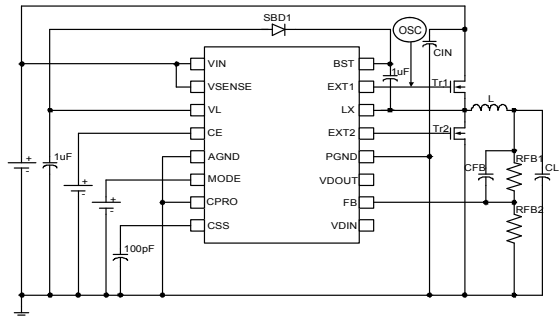 SBD1
OSC
CIN
VIN
BST
1uF
VSENSE
EXT1
Tr1
VL
LX
L
CE
EXT2
Tr2
1uF
AGND
PGND
CFB
RFB1
CL
MODE
VDOUT
CPRO
FB
RFB2
CSS
VDIN
100pF
+
-
+
-
+
-